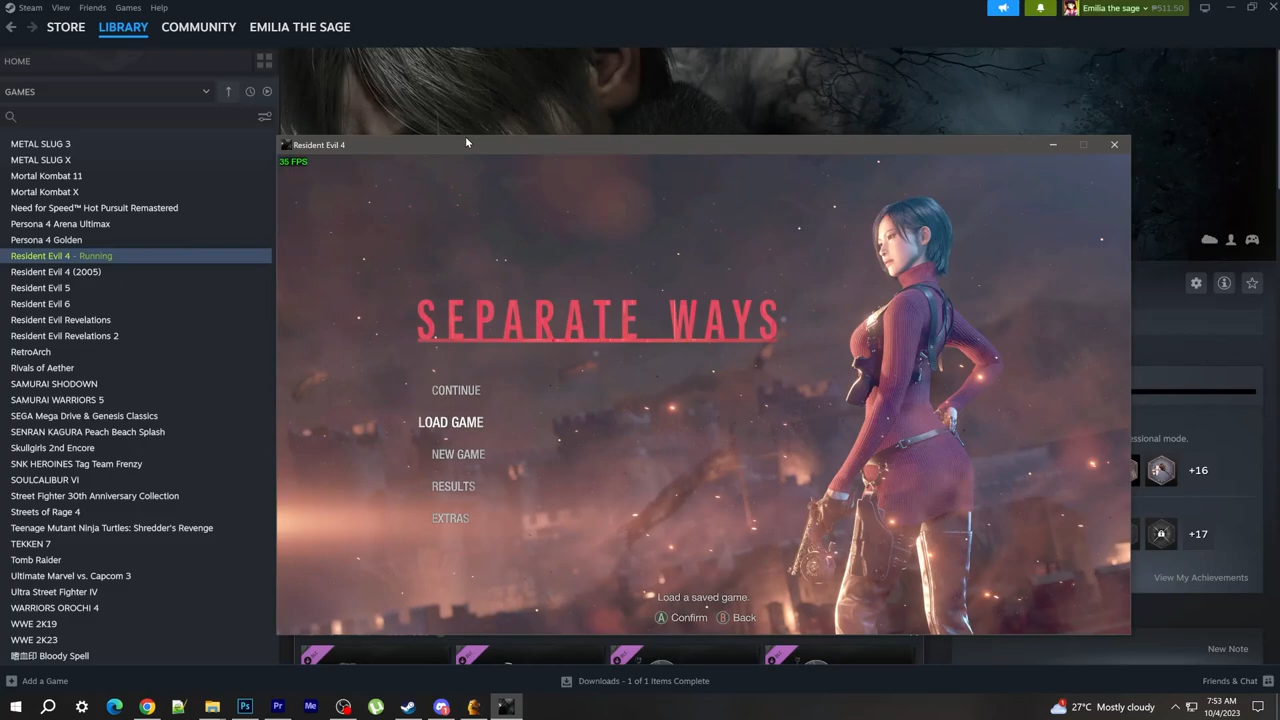 Steam View Friends Games Help
Emilia the sage ₱511.50
STORE LIBRARY COMMUNITY EMILIA THE SAGE
HOME
GAMES
METAL SLUG 3
METAL SLUG X
Mortal Kombat 11
Mortal Kombat X
Need for Speed™ Hot Pursuit Remastered
Persona 4 Arena Ultimax
Persona 4 Golden
Resident Evil 4 - Running
Resident Evil 4 (2005)
Resident Evil 5
Resident Evil 6
Resident Evil Revelations
Resident Evil Revelations 2
RetroArch
Rivals of Aether
SAMURAI SHODOWN
SAMURAI WARRIORS 5
SEGA Mega Drive & Genesis Classics
SENRAN KAGURA Peach Beach Splash
Skullgirls 2nd Encore
SNK HEROINES Tag Team Frenzy
SOULCALIBUR VI
Street Fighter 30th Anniversary Collection
Streets of Rage 4
Teenage Mutant Ninja Turtles: Shredder's Revenge
TEKKEN 7
Tomb Raider
Ultimate Marvel vs. Capcom 3
Ultra Street Fighter IV
WARRIORS OROCHI 4
WWE 2K19
WWE 2K23
嗜血印 Bloody Spell
Resident Evil 4
35 FPS
SEPARATE WAYS
CONTINUE
LOAD GAME
NEW GAME
RESULTS
EXTRAS
Load a saved game.
A Confirm B Back
essional mode.
+16
+17
View My Achievements
New Note
Add a Game
Downloads - 1 of 1 Items Complete
Friends & Chat
27°C Mostly cloudy
7:53 AM
10/4/2023